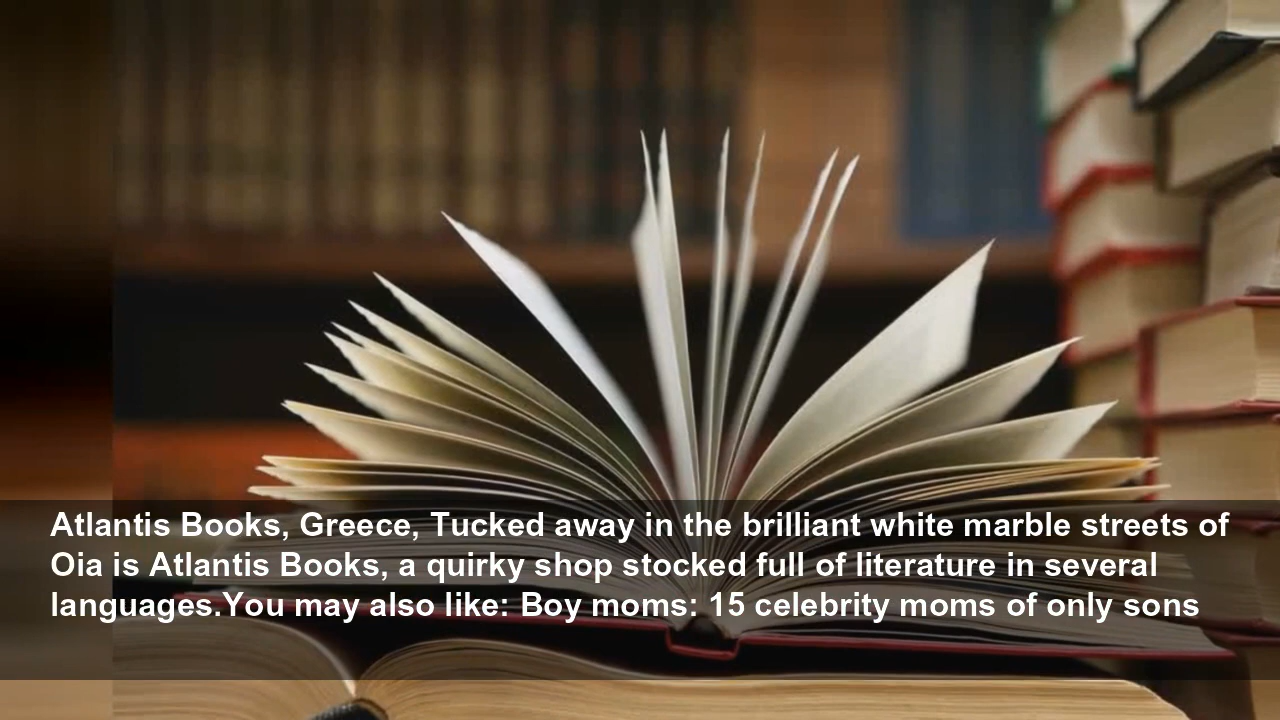 Atlantis Books, Greece, Tucked away in the brilliant white marble streets of
Oia is Atlantis Books, a quirky shop stocked full of literature in several
languages.You may also like: Boy moms: 15 celebrity moms of only sons